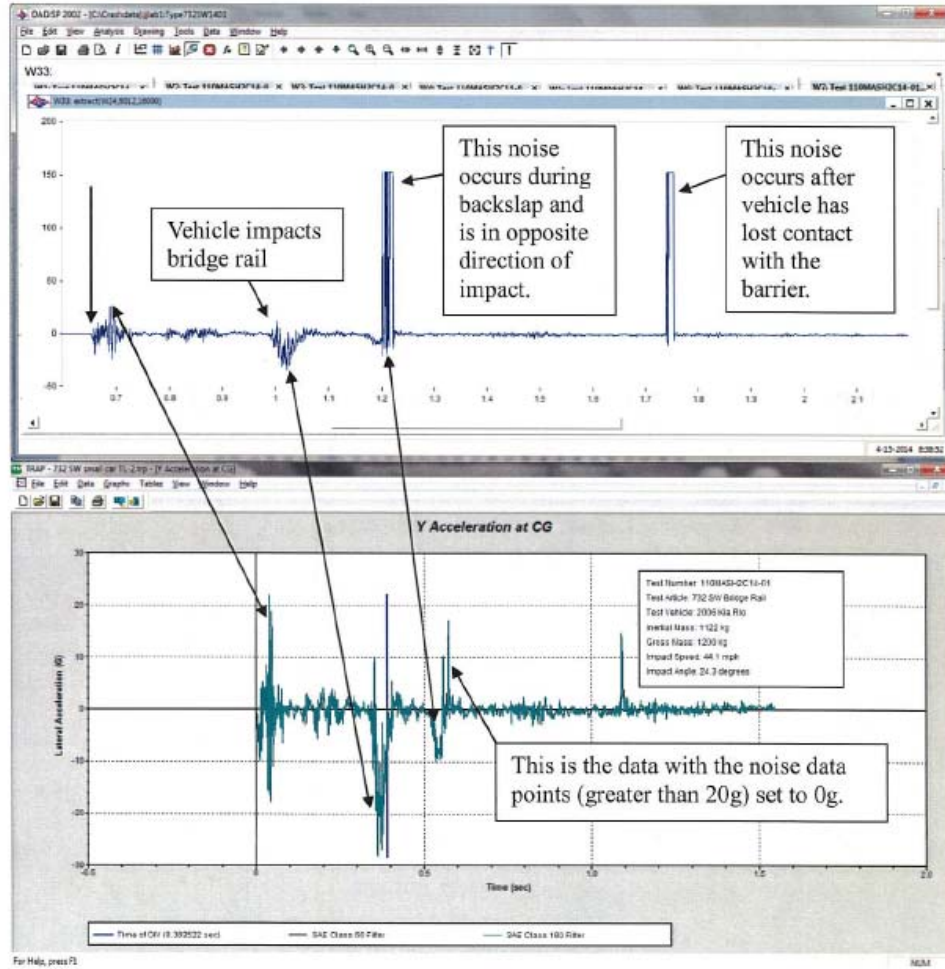 DADiSP 2002 - [C:\Crashdata\
File Edit View Analysis Drawing Tools Data Window Help
W33:
W33: extract(W24,
200
150
100
50
0
-50
0.7 0.8 0.9 1 1.1 1.2 1.3 1.4 1.5 1.6 1.7 1.8 1.9 2 2.1
Vehicle impacts
bridge rail
This noise
occurs during
backslap and
is in opposite
direction of
impact.
This noise
occurs after
vehicle has
lost contact
with the
barrier.
4-15-2014
TRAP - 732 SW small car TL-2.trp - [Y Acceleration at CG]
File Edit Data Graphs Tables View Window Help
Y Acceleration at CG
Lateral Acceleration (G)
30
20
10
0
-10
-20
-30
-0.5 0 0.5 1.0 1.5 2.0
Time (sec)
Test Number: 110MASH2C14-01
Test Article: 732 SW Bridge Rail
Test Vehicle: 2006 Kia Rio
Inertial Mass: 1122 kg
Gross Mass: 1200 kg
Impact Speed: 44.1 mph
Impact Angle: 24.3 degrees
This is the data with the noise data
points (greater than 20g) set to 0g.
Time of OIV (0.392522 sec) SAE Class 60 Filter SAE Class 180 Filter
For Help, press F1
NUM